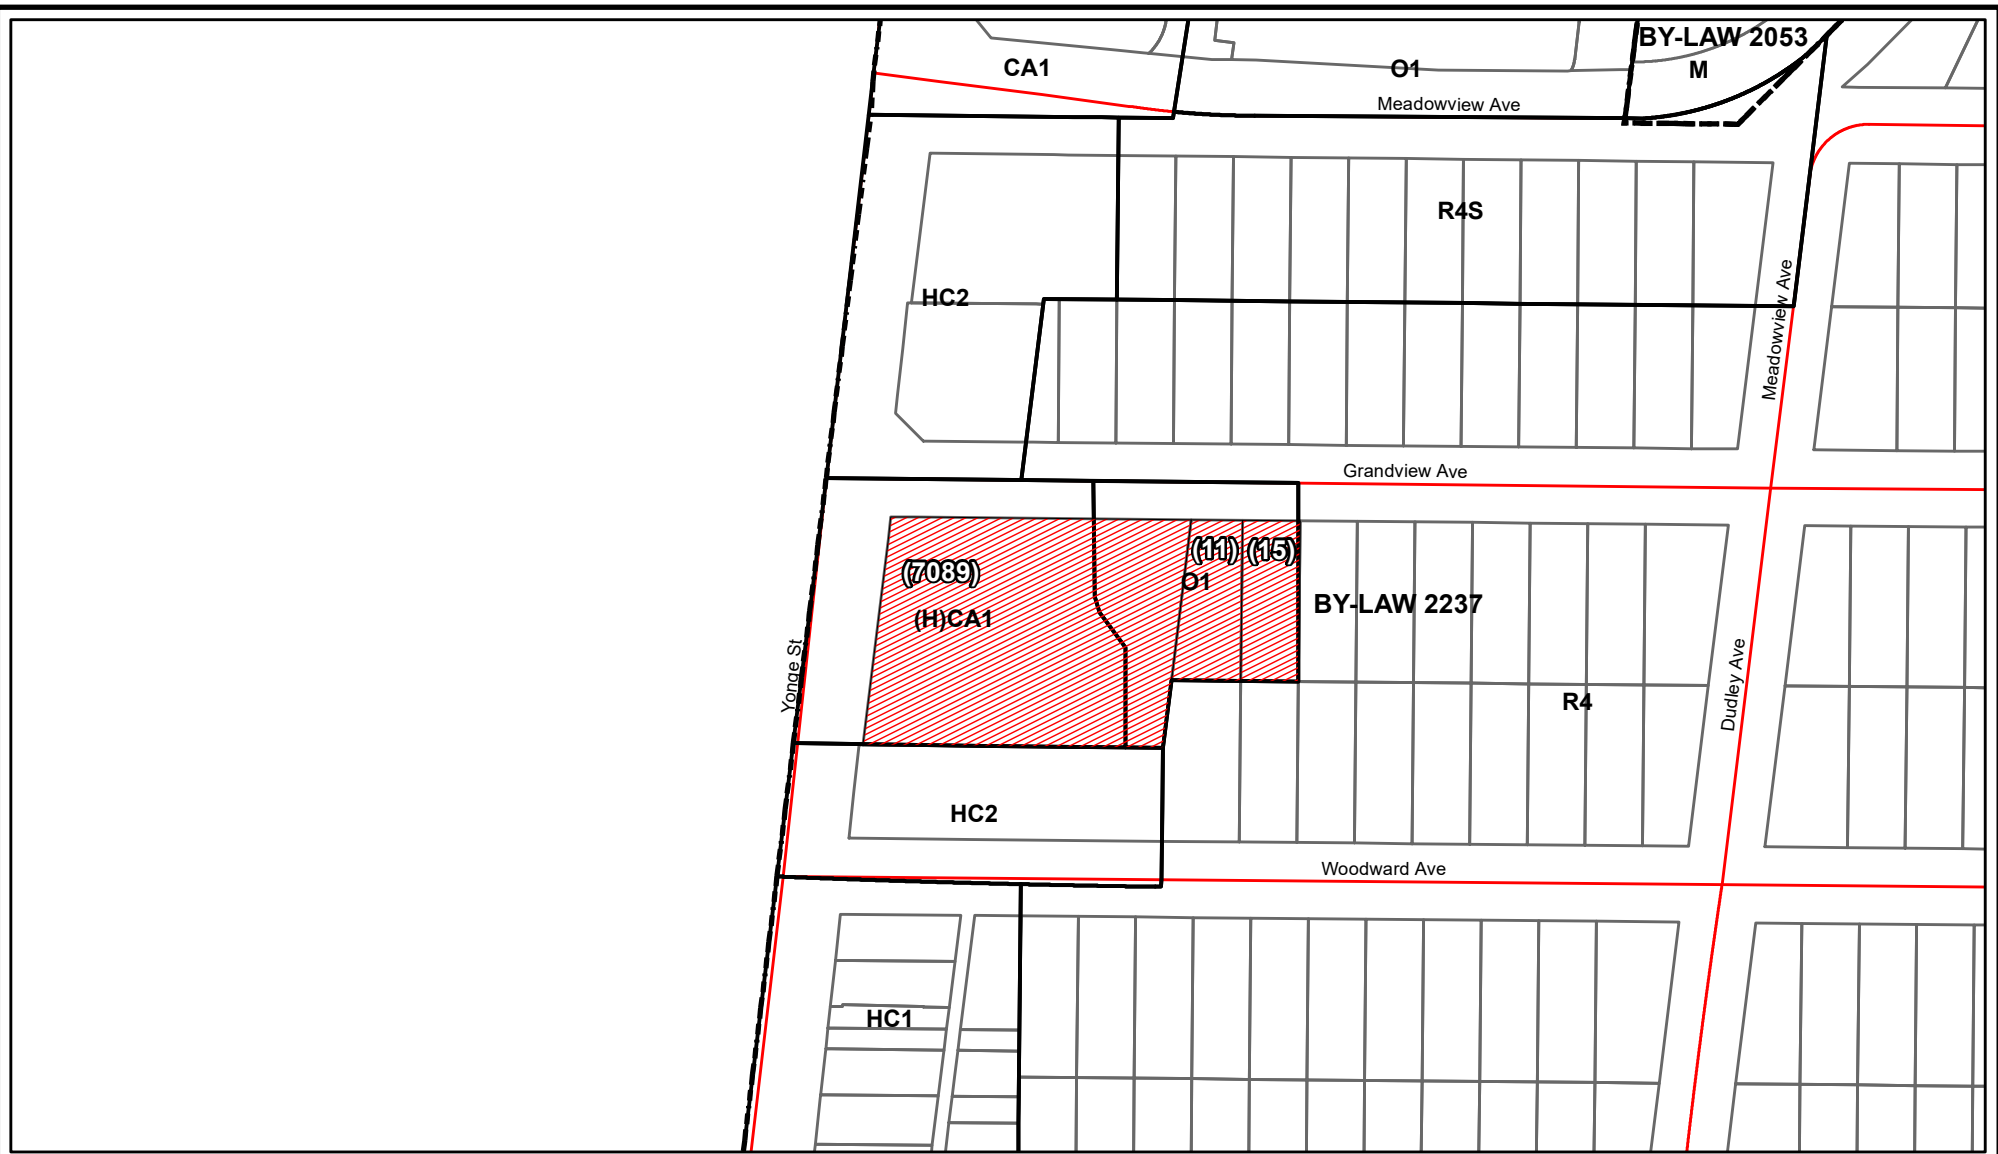 BY-LAW 2053
CA1
O1
M
Meadowview Ave
R4S
HC2
Meadowview Ave
Grandview Ave
(11) (15)
(7089)
O1
BY-LAW 2237
(H)CA1
Yonge St
Dudley Ave
R4
HC2
Woodward Ave
HC1